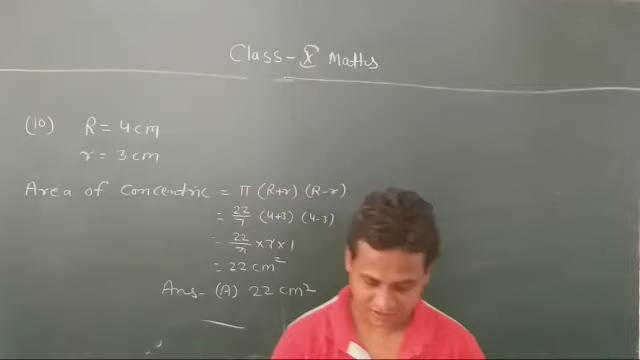 Class-X Maths
(10) R = 4 cm
r = 3 cm
Area of Concentric = π (R+r) (R-r)
= 22/7 (4+3) (4-3)
= 22/7 × 7 × 1
= 22 cm²
Ans- (A) 22 cm²